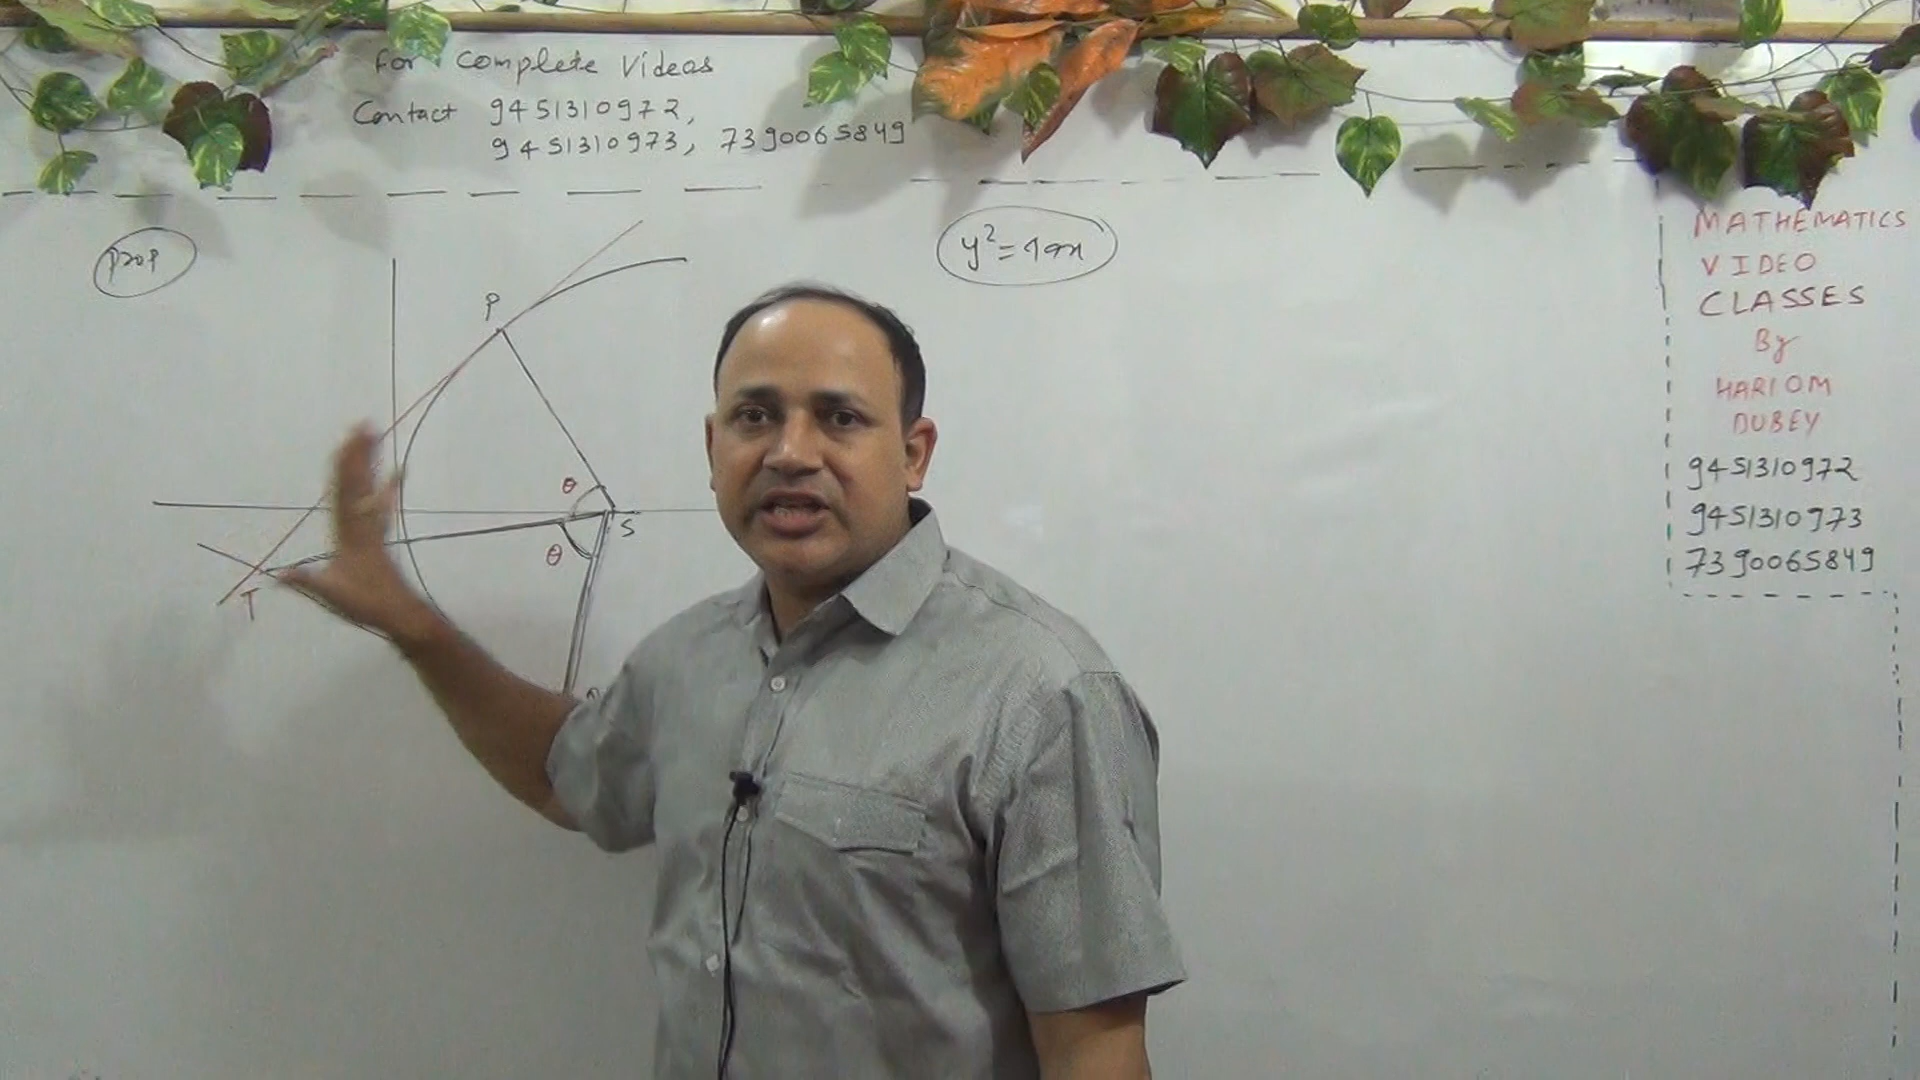 For Complete Videos
Contact 9451310972,
9451310973, 7390065849
prop
y²=4ax
P
θ
S
θ
T
MATHEMATICS
VIDEO
CLASSES
By
HARIOM
DUBEY
9451310972
9451310973
7390065849